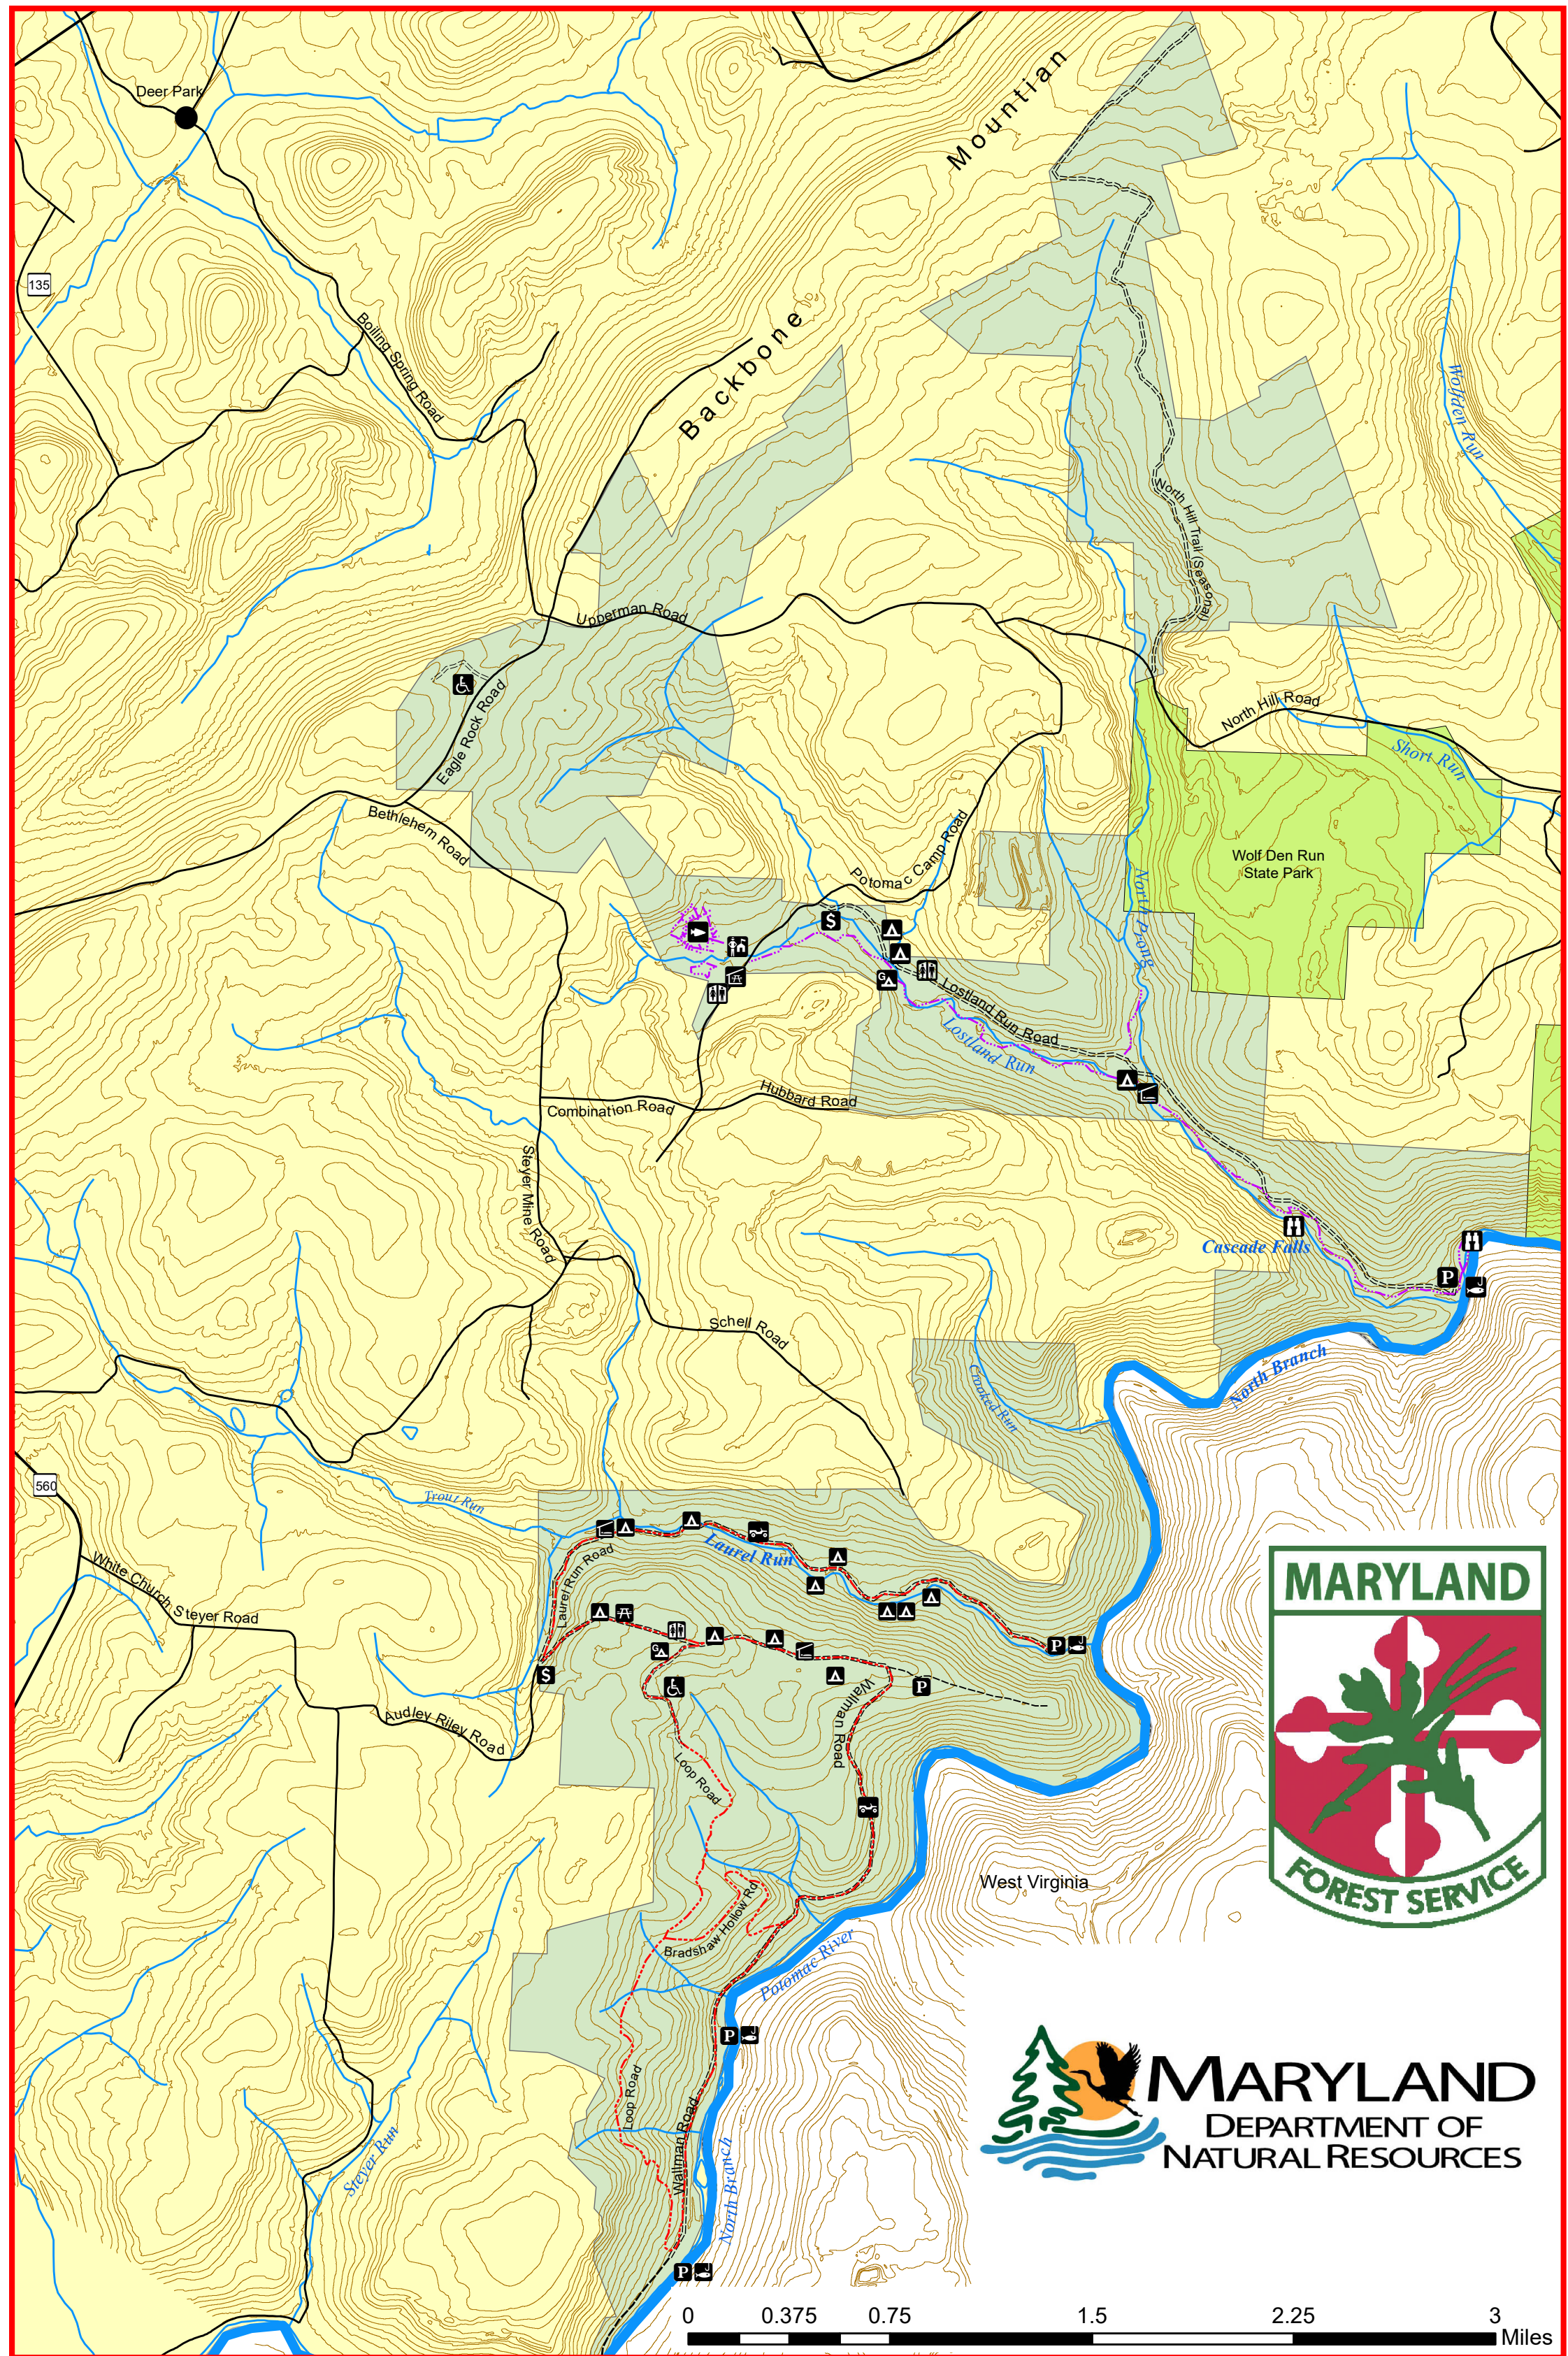 Deer Park
Mountian
135
Backbone
Boiling Spring Road
Wolfden Run
North Hill Trail (Seasonal)
Upperman Road
Eagle Rock Road
North Hill Road
Short Run
Bethlehem Road
Potomac Camp Road
Wolf Den Run
State Park
North Prong
$
G
Lostland Run Road
Lostland Run
Combination Road
Hubbard Road
Steyer Mine Road
Cascade Falls
P
Schell Road
North Branch
Crooked Run
560
Trout Run
Laurel Run
Laurel Run Road
White Church Steyer Road
P
G
$
P
Wallman Road
Audley Riley Road
Loop Road
MARYLAND
FOREST SERVICE
West Virginia
Bradshaw Hollow Rd
Potomac River
P
Loop Road
Wallman Road
North Branch
Steyer Run
MARYLAND
DEPARTMENT OF
NATURAL RESOURCES
P
0 0.375 0.75 1.5 2.25 3
Miles